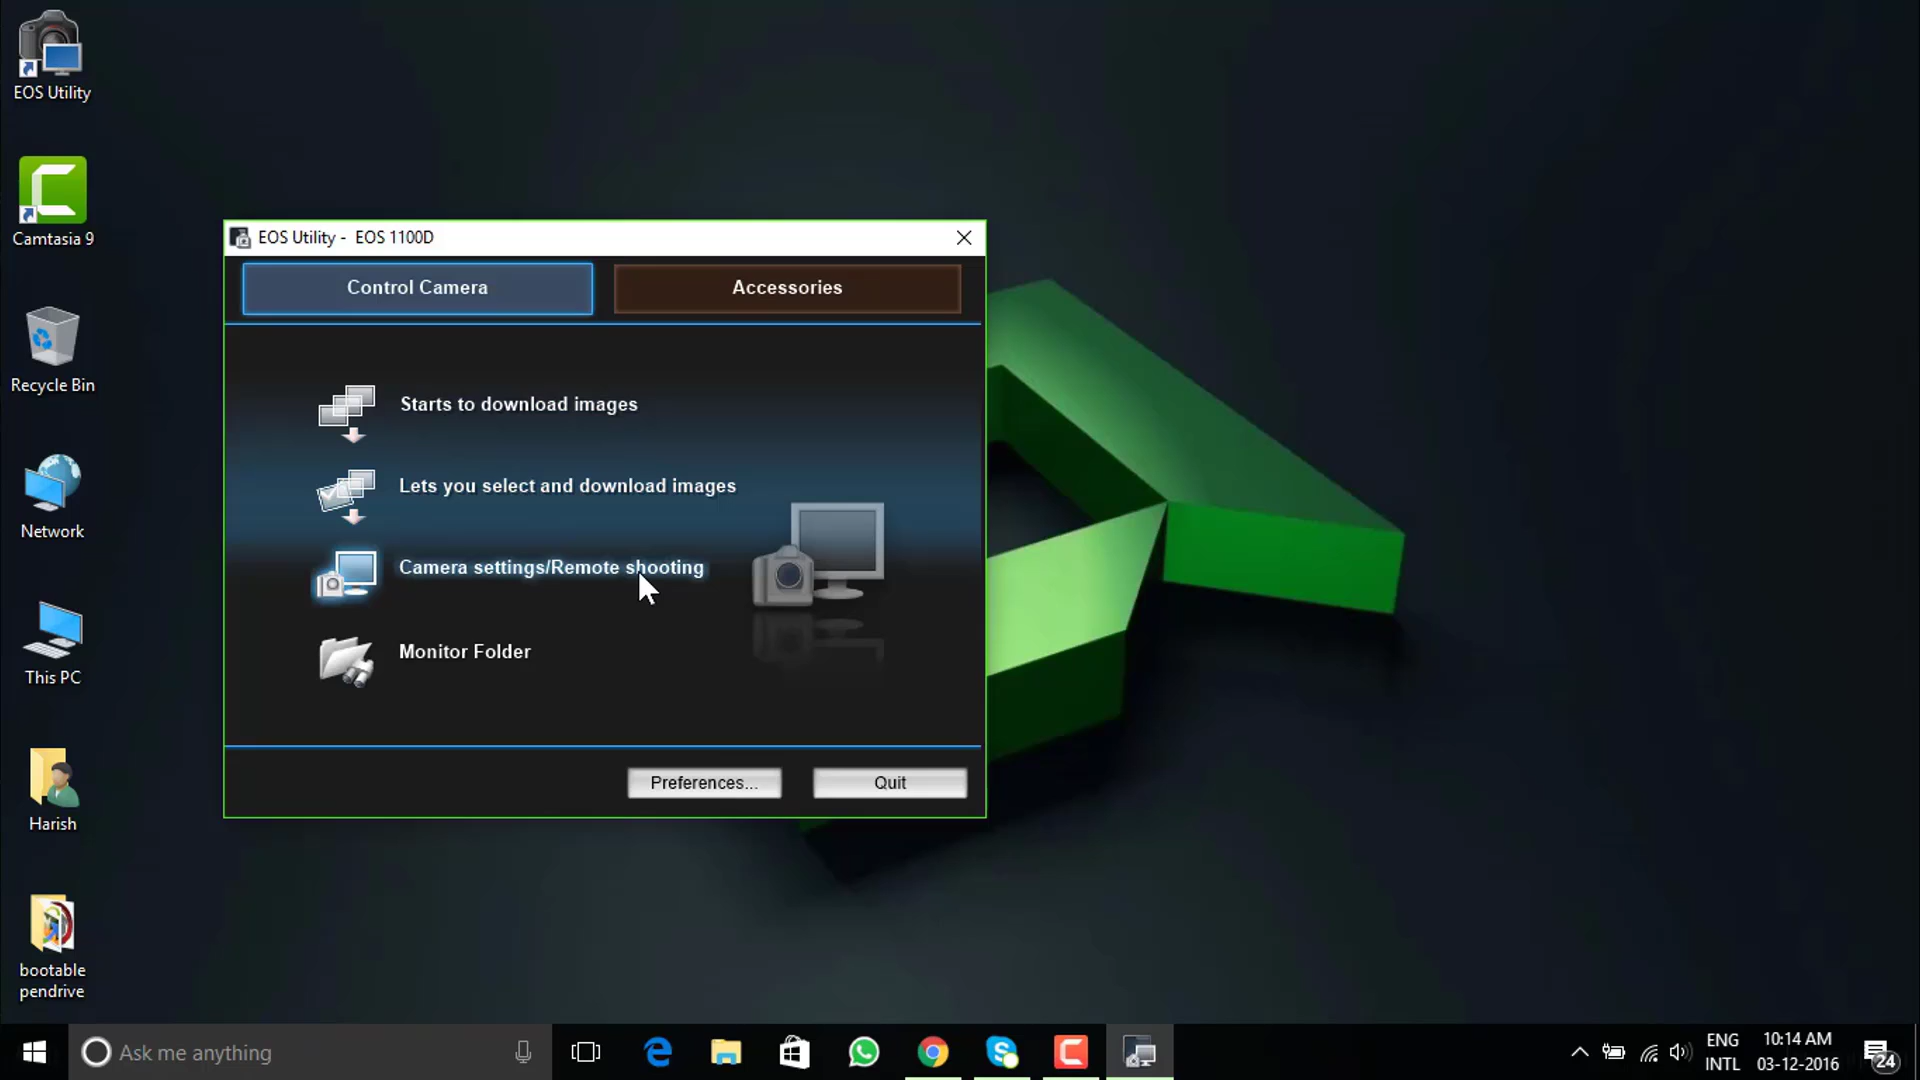 EOS Utility
Camtasia 9
Recycle Bin
Network
This PC
Harish
bootable
pendrive
EOS Utility - EOS 1100D
Control Camera
Accessories
Starts to download images
Lets you select and download images
Camera settings/Remote shooting
Monitor Folder
Preferences...
Quit
Ask me anything
ENG
INTL
10:14 AM
03-12-2016
24